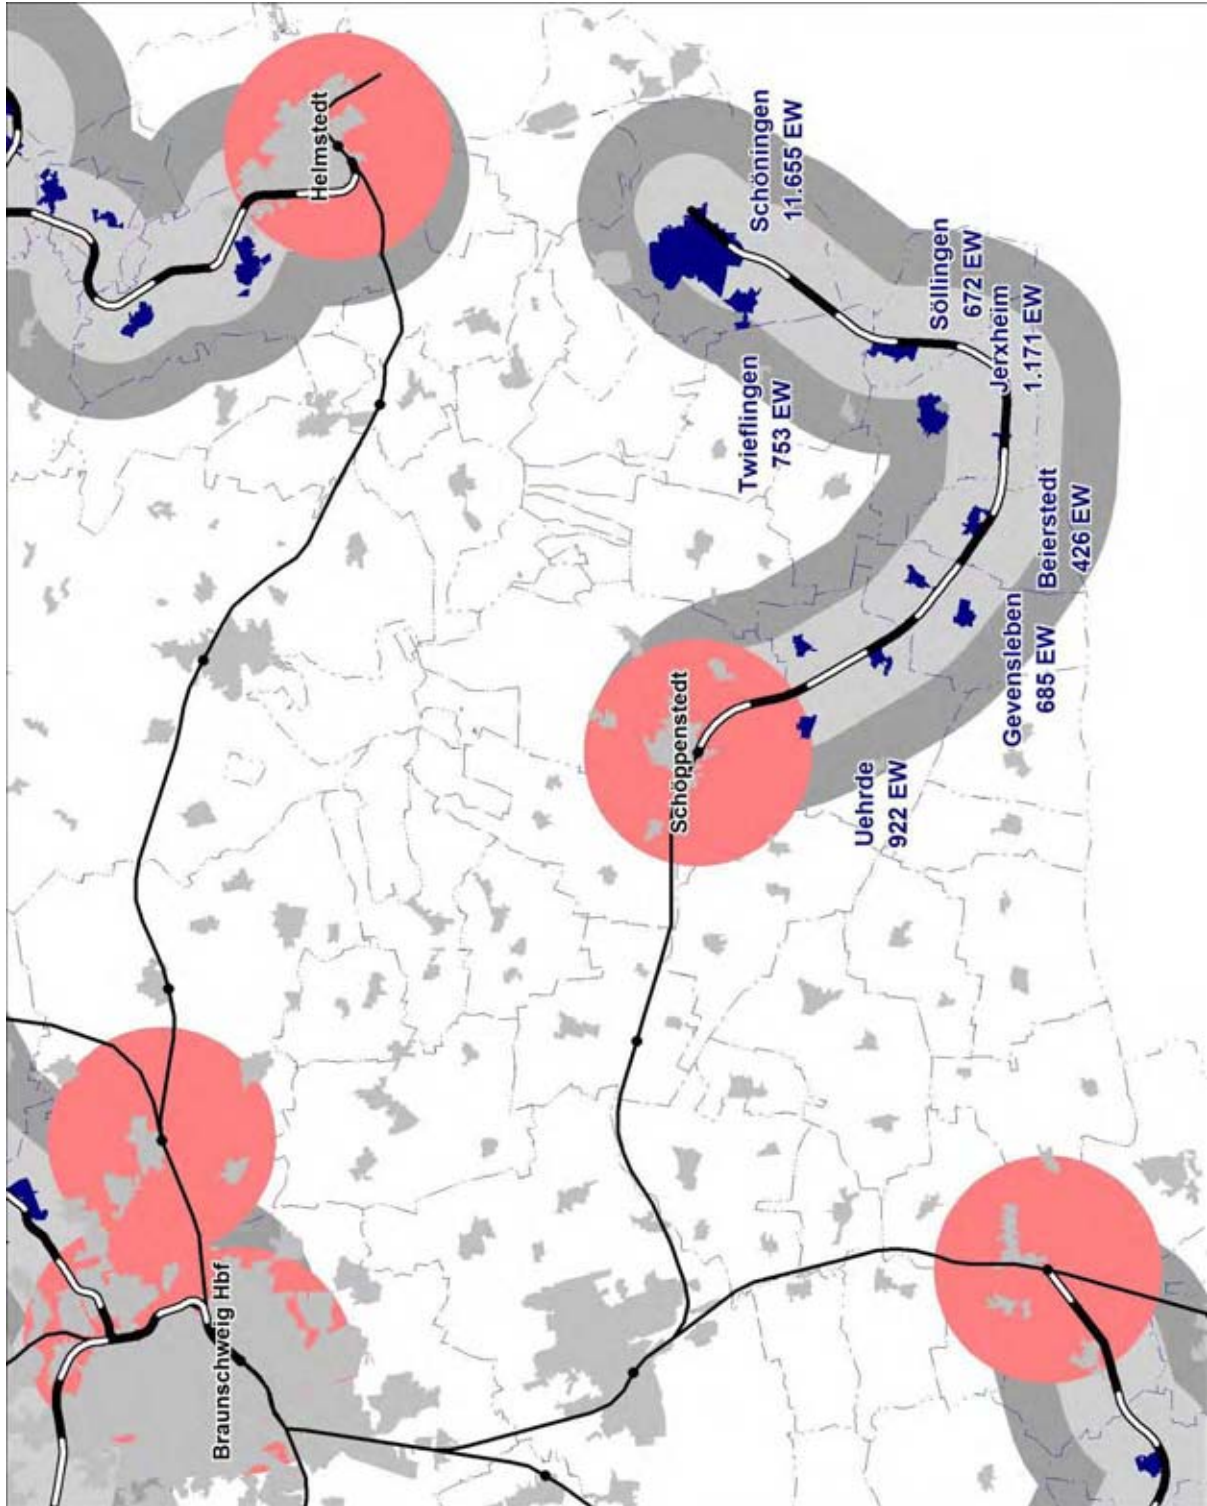 Helmstedt
Schöningen
11.655 EW
Söllingen
672 EW
Jerxheim
1.171 EW
Twieflingen
753 EW
Beierstedt
426 EW
Gevensleben
685 EW
Schöppenstedt
Uehrde
922 EW
Braunschweig Hbf